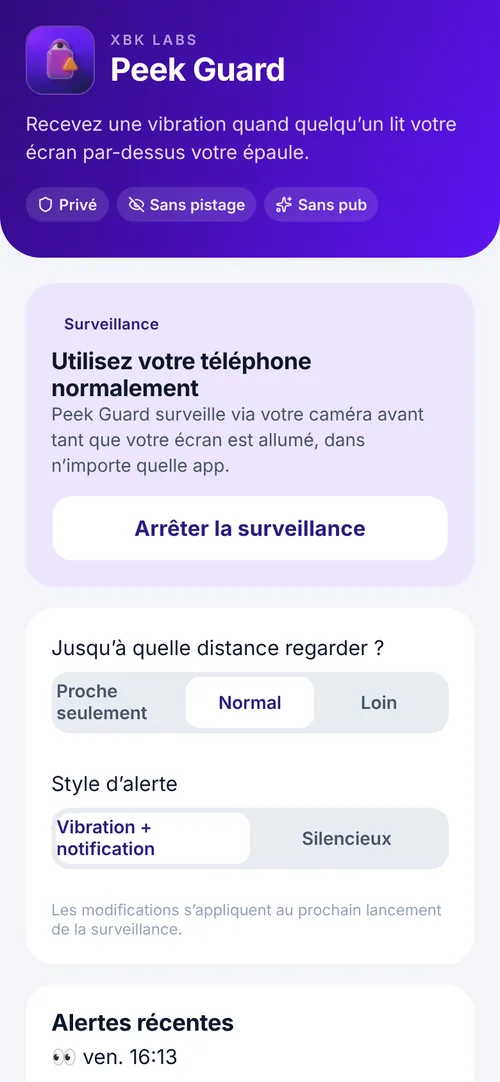 XBK LABS
Peek Guard
Recevez une vibration quand quelqu’un lit votre
écran par-dessus votre épaule.
Privé
Sans pistage
Sans pub
Surveillance
Utilisez votre téléphone
normalement
Peek Guard surveille via votre caméra avant
tant que votre écran est allumé, dans
n’importe quelle app.
Arrêter la surveillance
Jusqu’à quelle distance regarder ?
Proche
seulement
Normal
Loin
Style d’alerte
Vibration +
notification
Silencieux
Les modifications s’appliquent au prochain lancement
de la surveillance.
Alertes récentes
👀 ven. 16:13